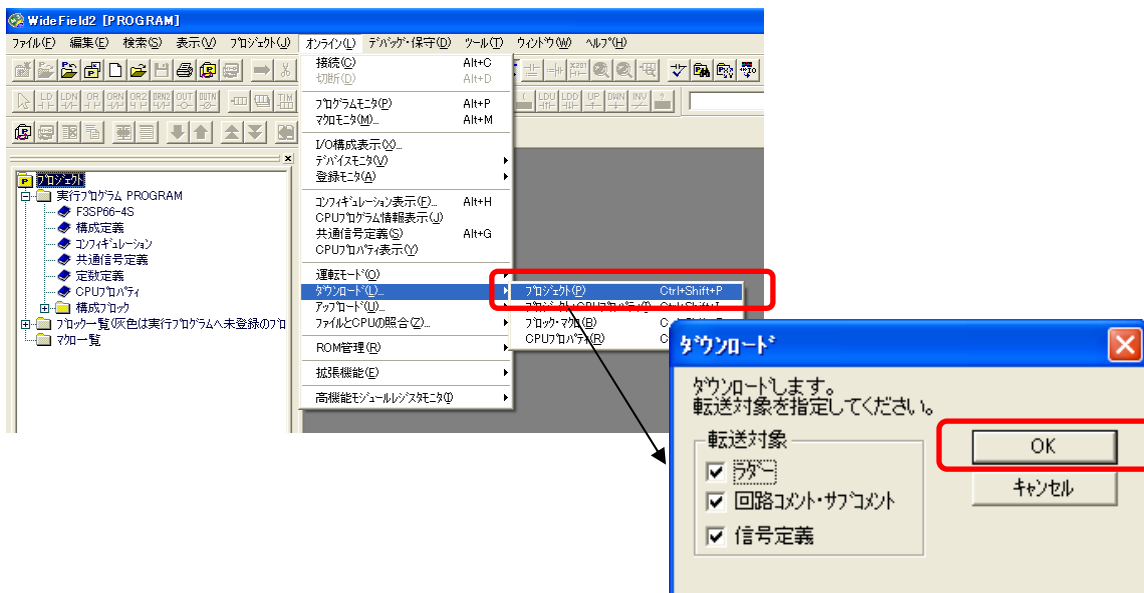 WideField2 [PROGRAM]
ファイル(F) 編集(E) 検索(S) 表示(V) プロジェクト(J) オンライン(L) デバッグ・保守(D) ツール(T) ウィンドウ(W) ヘルプ(H)
接続(C) Alt+C
切断(D) Alt+D
プログラムモニタ(P) Alt+P
マクロモニタ(M)... Alt+M
I/O構成表示(X)...
デバイスモニタ(V)
登録モニタ(A)
コンフィギュレーション表示(F)... Alt+H
CPUプログラム情報表示(J)
共通信号定義(S) Alt+G
CPUプロパティ表示(Y)
運転モード(O)
ダウンロード(L)...
アップロード(U)...
ファイルとCPUの照合(Z)...
ROM管理(R)
拡張機能(E)
高機能モジュールレジスタモニタ(I)
LD LDN OR ORN OR2 ORN2 OUT OUTN TIM
LDU LDD UP DWN INV ?
プロジェクト
実行プログラム PROGRAM
F3SP66-4S
構成定義
コンフィギュレーション
共通信号定義
定数定義
CPUプロパティ
構成ブロック
ブロック一覧(灰色は実行プログラムへ未登録のブロ
マクロ一覧
プロジェクト(P) Ctrl+Shift+P
ブロック・マクロ(B)
CPUプロパティ(R)
ダウンロード
ダウンロードします。
転送対象を指定してください。
転送対象
ラダー
回路コメント・サブコメント
信号定義
OK
キャンセル